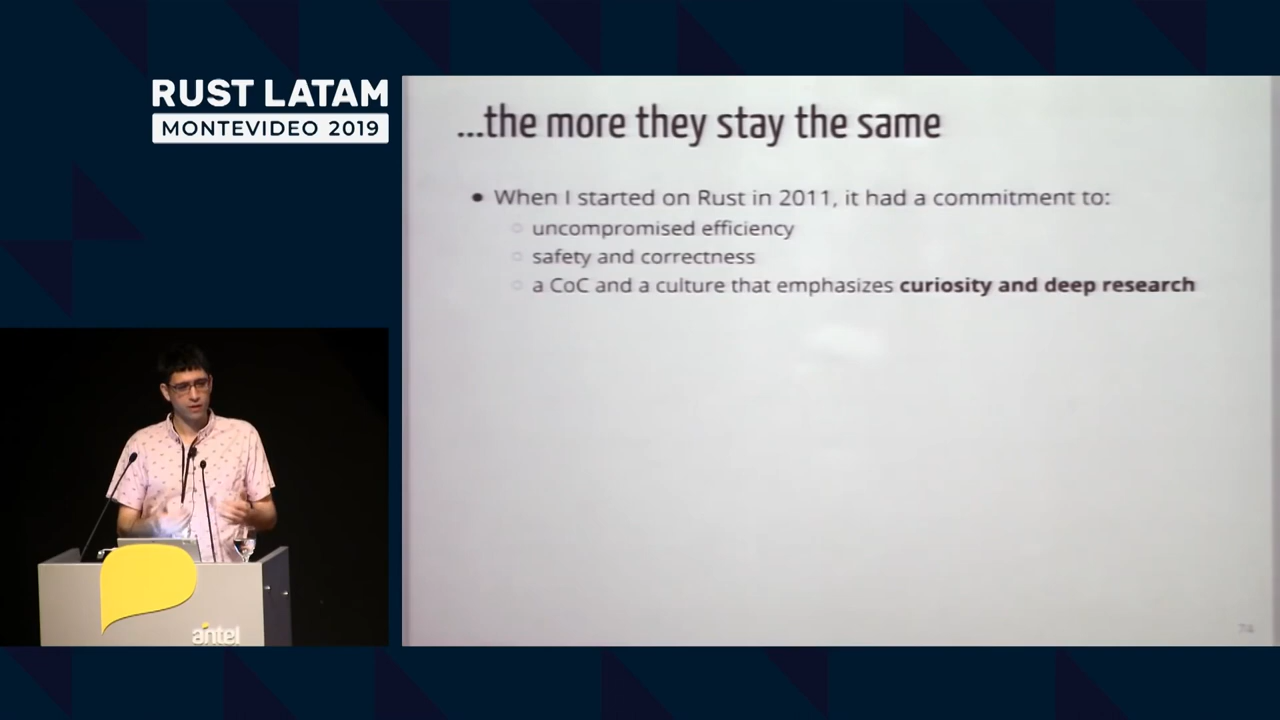 RUST LATAM
MONTEVIDEO 2019
...the more they stay the same
When I started on Rust in 2011, it had a commitment to:
uncompromised efficiency
safety and correctness
a CoC and a culture that emphasizes curiosity and deep research
74
antel